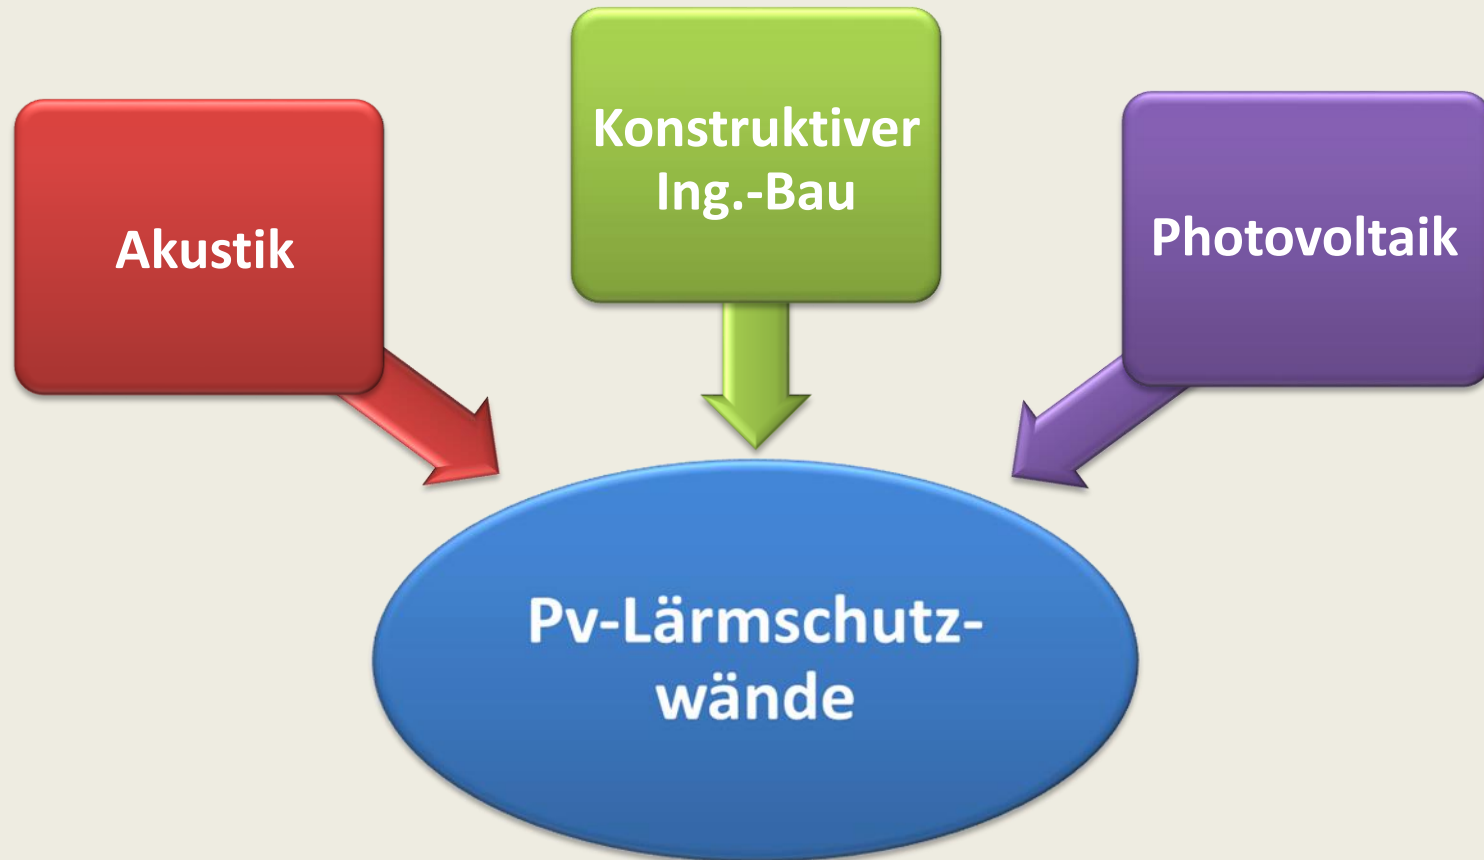 Akustik
Konstruktiver
Ing.-Bau
Photovoltaik
Pv-Lärmschutz-
wände